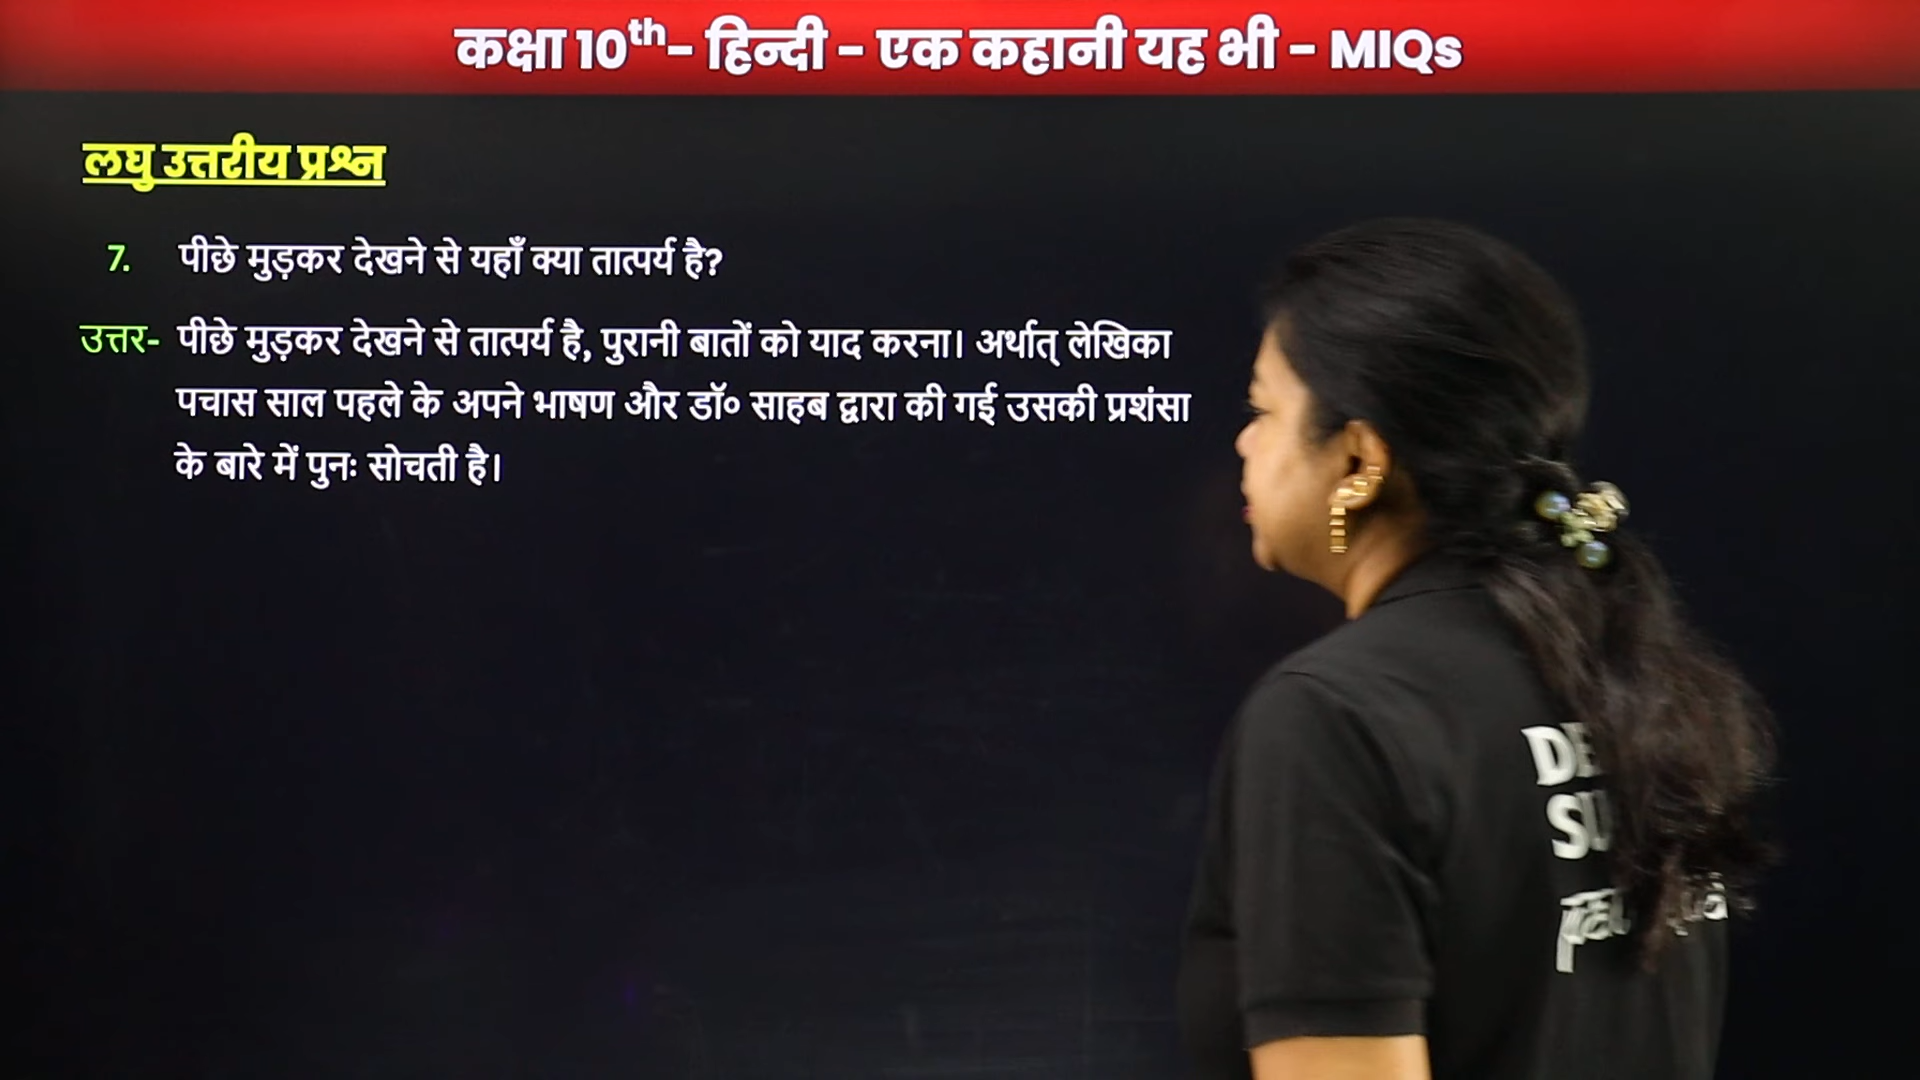 कक्षा 10th- हिन्दी - एक कहानी यह भी - MIQs
लघु उत्तरीय प्रश्न
7. पीछे मुड़कर देखने से यहाँ क्या तात्पर्य है?
उत्तर- पीछे मुड़कर देखने से तात्पर्य है, पुरानी बातों को याद करना। अर्थात् लेखिका
पचास साल पहले के अपने भाषण और डॉ० साहब द्वारा की गई उसकी प्रशंसा
के बारे में पुनः सोचती है।